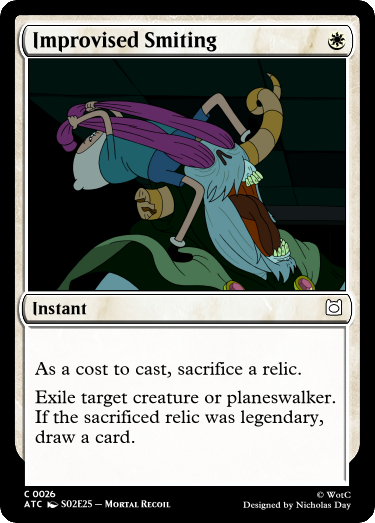 Improvised Smiting
Instant
As a cost to cast, sacrifice a relic.
Exile target creature or planeswalker.
If the sacrificed relic was legendary,
draw a card.
C 0026
© WotC
ATC S02E25 – Mortal Recoil
Designed by Nicholas Day